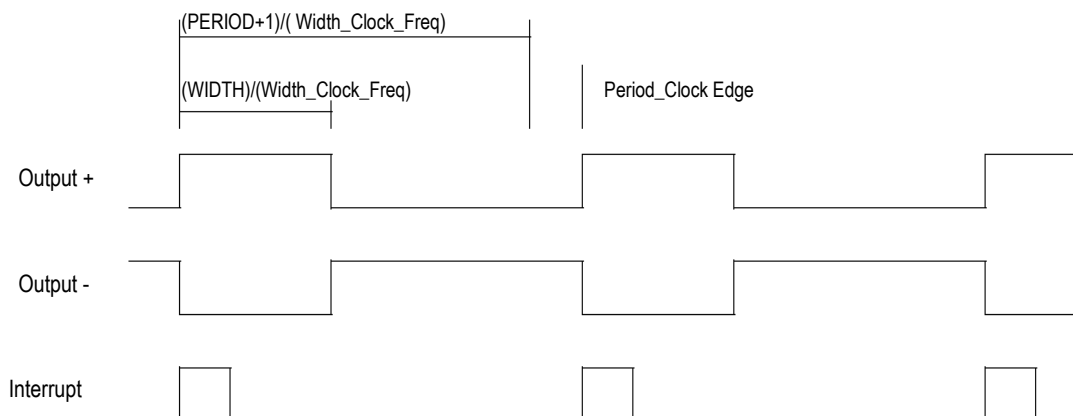 (PERIOD+1)/( Width_Clock_Freq)
(WIDTH)/(Width_Clock_Freq)
Period_Clock Edge
Output +
Output -
Interrupt